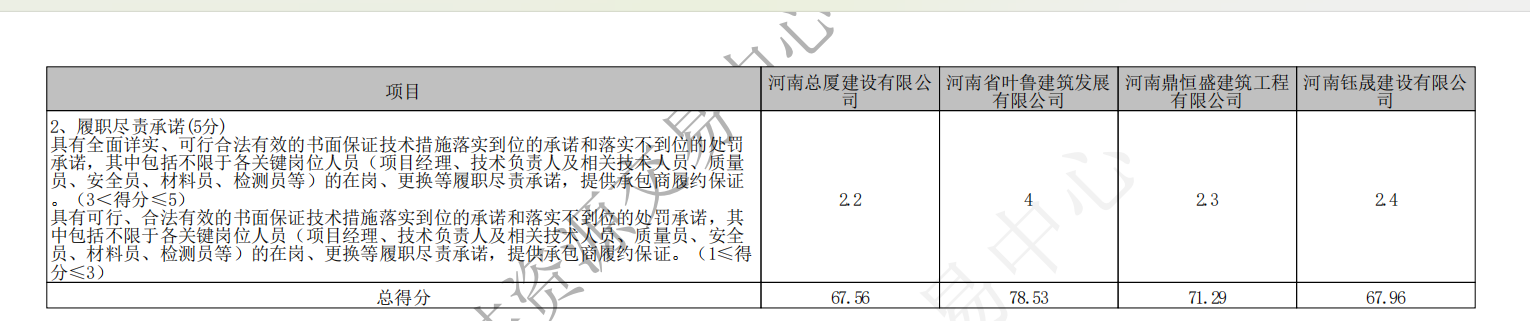 项目
河南总厦建设有限公
司
河南省叶鲁建筑发展
有限公司
河南鼎恒盛建筑工程
有限公司
河南钰晟建设有限公
司
2、履职尽责承诺(5分)
具有全面详实、可行合法有效的书面保证技术措施落实到位的承诺和落实不到位的处罚
承诺，其中包括不限于各关键岗位人员（项目经理、技术负责人及相关技术人员、质量
员、安全员、材料员、检测员等）的在岗、更换等履职尽责承诺，提供承包商履约保证
。（3＜得分≤5）
具有可行、合法有效的书面保证技术措施落实到位的承诺和落实不到位的处罚承诺，其
中包括不限于各关键岗位人员（项目经理、技术负责人及相关技术人员、质量员、安全
员、材料员、检测员等）的在岗、更换等履职尽责承诺，提供承包商履约保证。（1≤得
分≤3）
2.2
4
2.3
2.4
总得分
67.56
78.53
71.29
67.96
资源交易中心
易中心